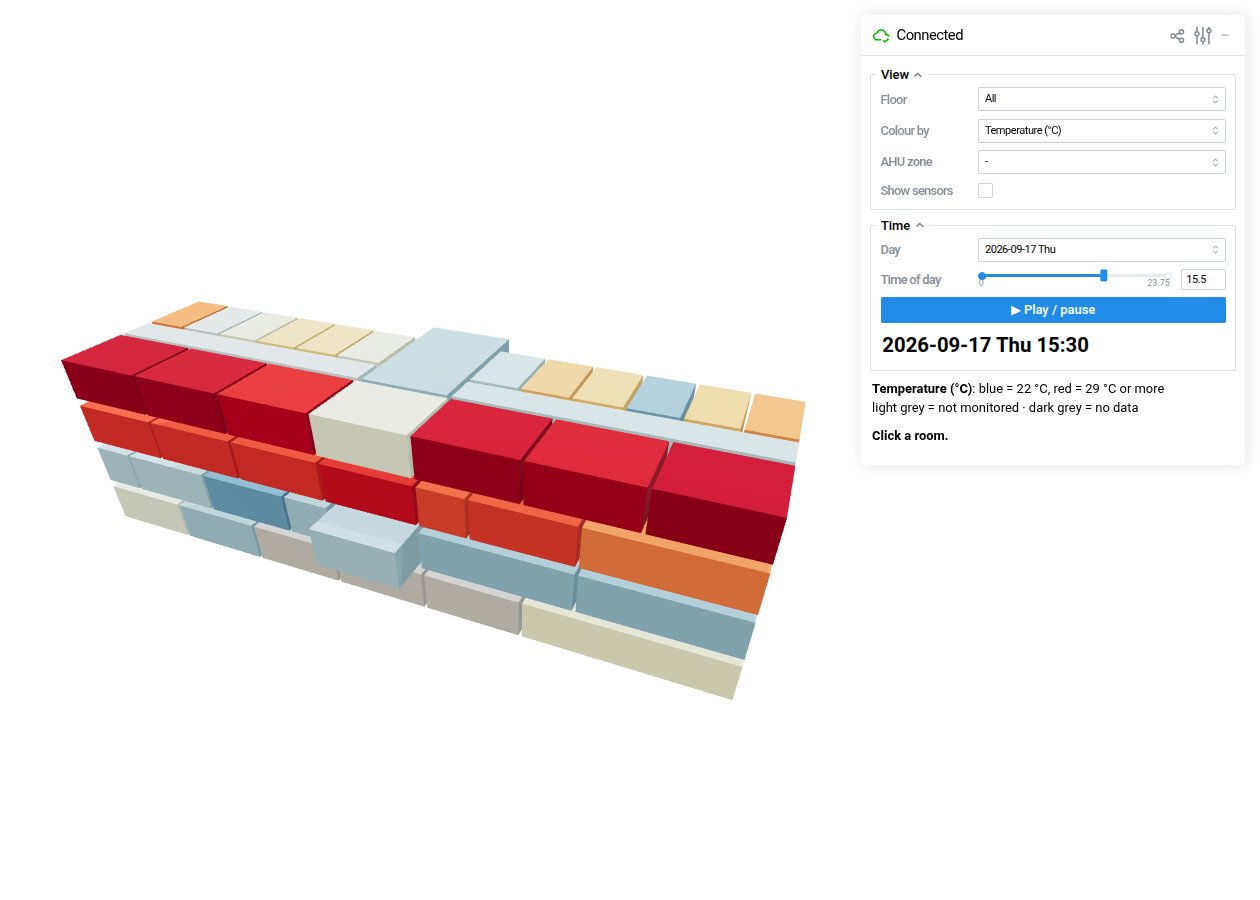 Connected
View
Floor All
Colour by Temperature (°C)
AHU zone -
Show sensors
Time
Day 2026-09-17 Thu
Time of day 0 23.75 15.5
▶ Play / pause
2026-09-17 Thu 15:30
Temperature (°C): blue = 22 °C, red = 29 °C or more
light grey = not monitored · dark grey = no data
Click a room.